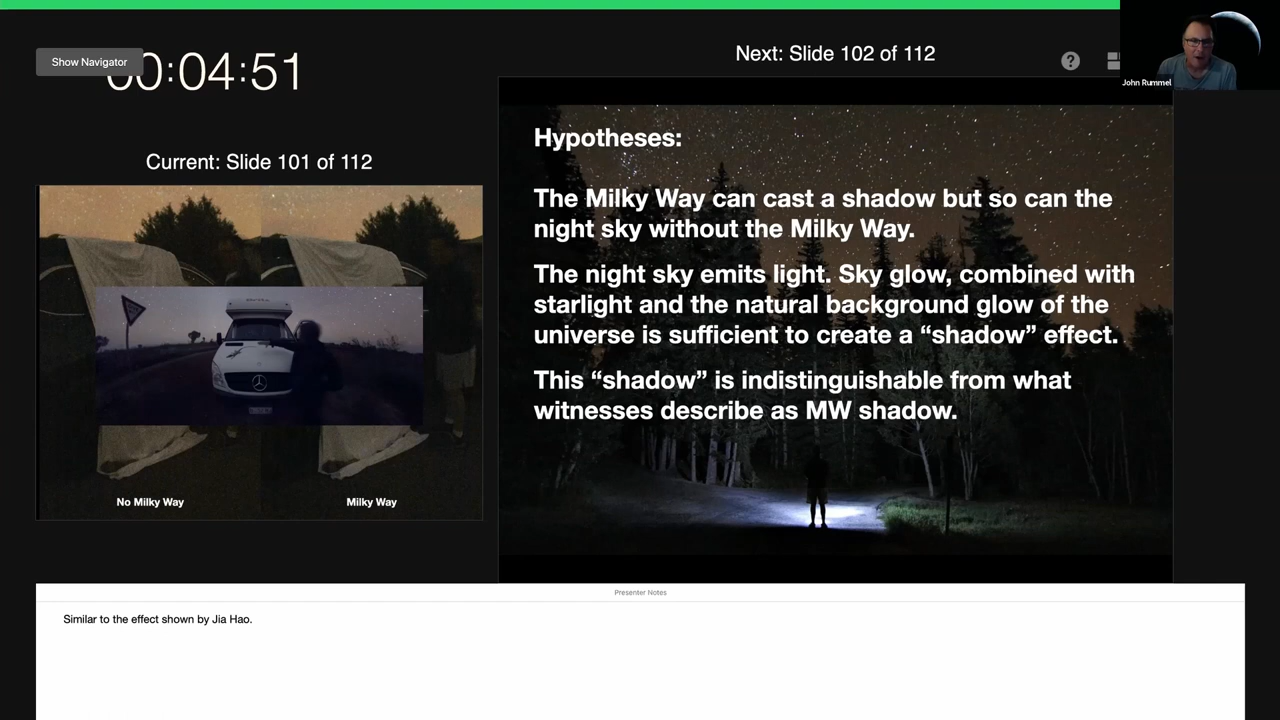 Show Navigator
00:04:51
Next: Slide 102 of 112
?
John Rummel
Current: Slide 101 of 112
No Milky Way
Milky Way
Hypotheses:
The Milky Way can cast a shadow but so can the
night sky without the Milky Way.
The night sky emits light. Sky glow, combined with
starlight and the natural background glow of the
universe is sufficient to create a “shadow” effect.
This “shadow” is indistinguishable from what
witnesses describe as MW shadow.
Presenter Notes
Similar to the effect shown by Jia Hao.